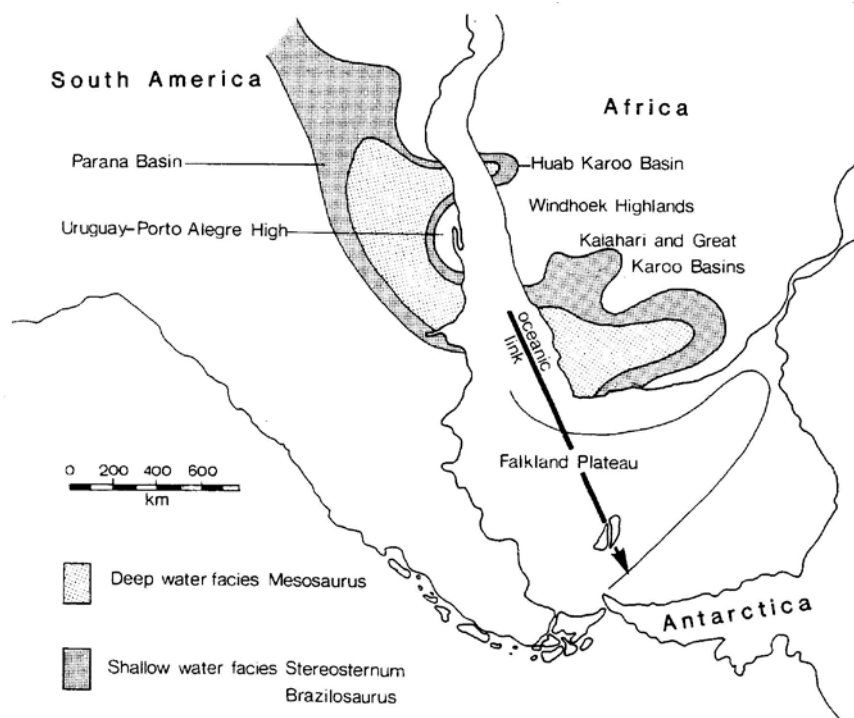 South America
Africa
Parana Basin
Huab Karoo Basin
Windhoek Highlands
Uruguay-Porto Alegre High
Kalahari and Great
Karoo Basins
oceanic
link
Falkland Plateau
0 200 400 600
km
Deep water facies Mesosaurus
Antarctica
Shallow water facies Stereosternum
Brazilosaurus